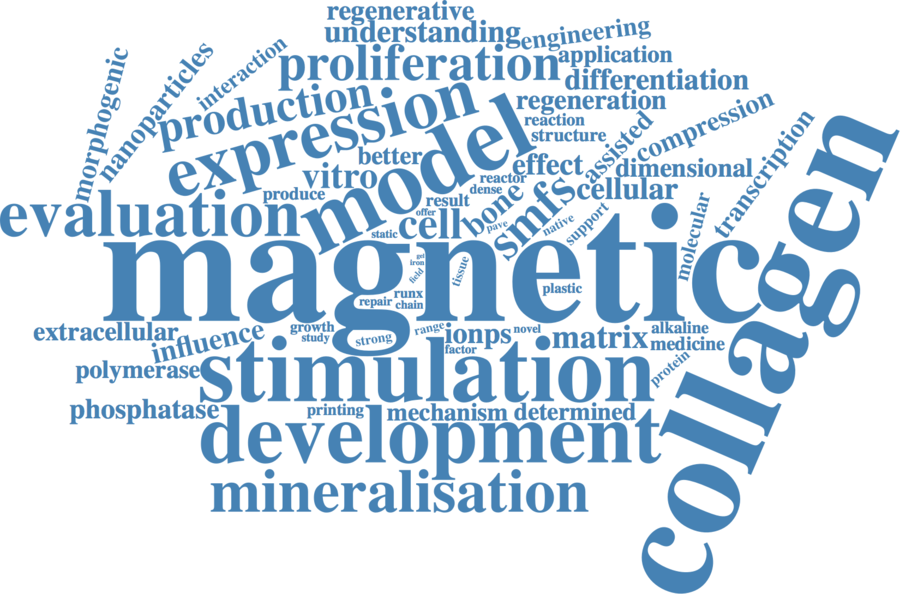 regenerative
understanding
engineering
morphogenic
nanoparticles
interaction
proliferation
application
differentiation
production
expression
model
regeneration
reaction
structure
assisted
compression
transcription
collagen
better
vitro
produce
effect
reactor
dense
dimensional
cellular
evaluation
result
offer
static
cell
bone
pave
smfs
native
support
molecular
magnetic
gel
iron
field
tissue
plastic
repair
runx
chain
extracellular
influence
growth
study
strong
range
ionps
factor
novel
matrix
alkaline
medicine
protein
polymerase
stimulation
phosphatase
printing
mechanism
determined
development
mineralisation